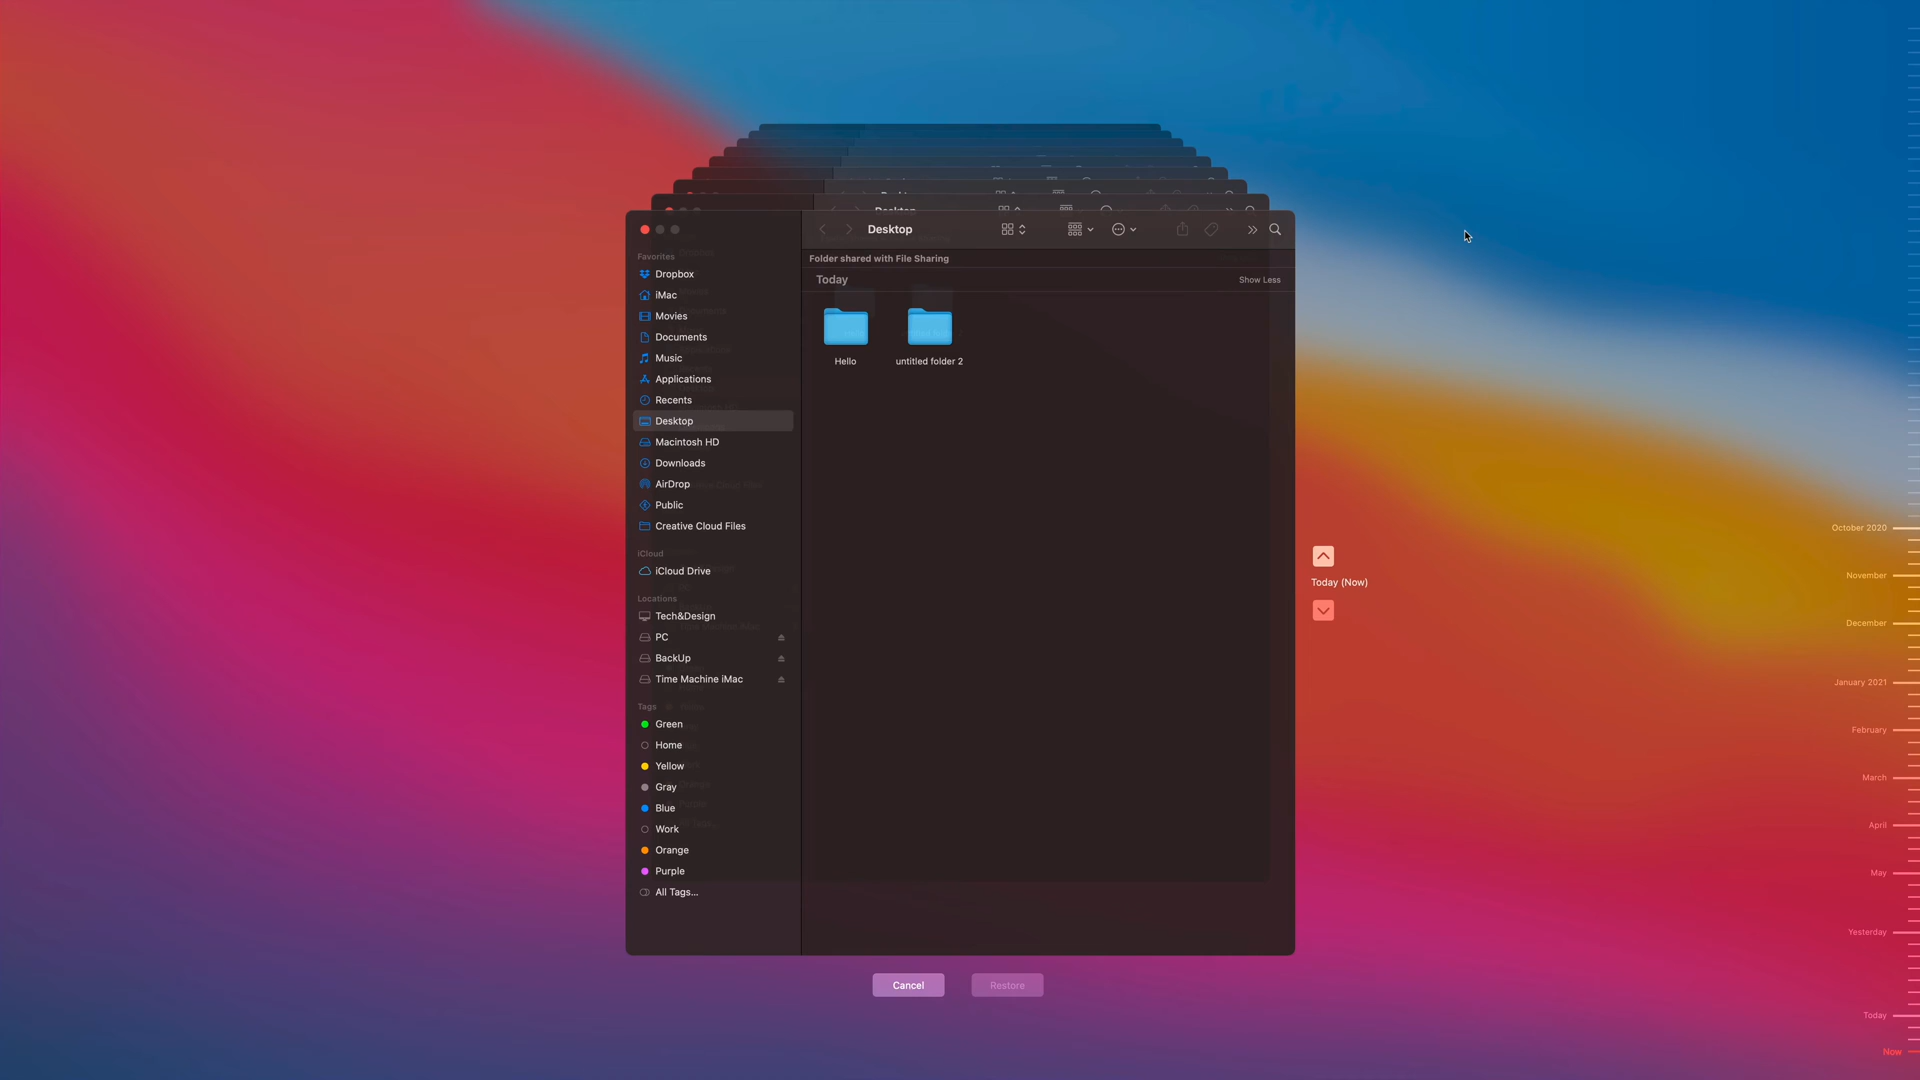 Desktop
Favorites
Dropbox
iMac
Movies
Documents
Music
Applications
Recents
Desktop
Macintosh HD
Downloads
AirDrop
Public
Creative Cloud Files
iCloud
iCloud Drive
Locations
Tech&Design
PC
BackUp
Time Machine iMac
Tags
Green
Home
Yellow
Gray
Blue
Work
Orange
Purple
All Tags...
Folder shared with File Sharing
Today
Show Less
Hello
untitled folder 2
Today (Now)
Cancel
Restore
October 2020
November
December
January 2021
February
March
April
May
Yesterday
Today
Now